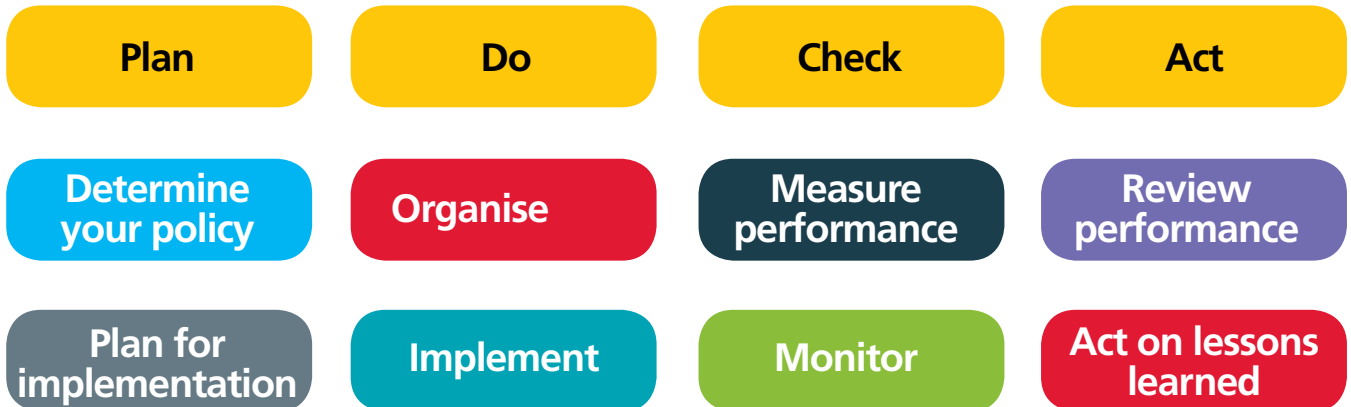 Plan
Do
Check
Act
Determine
your policy
Organise
Measure
performance
Review
performance
Plan for
implementation
Implement
Monitor
Act on lessons
learned